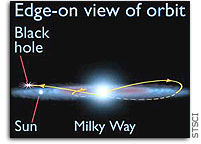 Edge-on view of orbit
Black
hole
Sun
Milky Way
STSCI